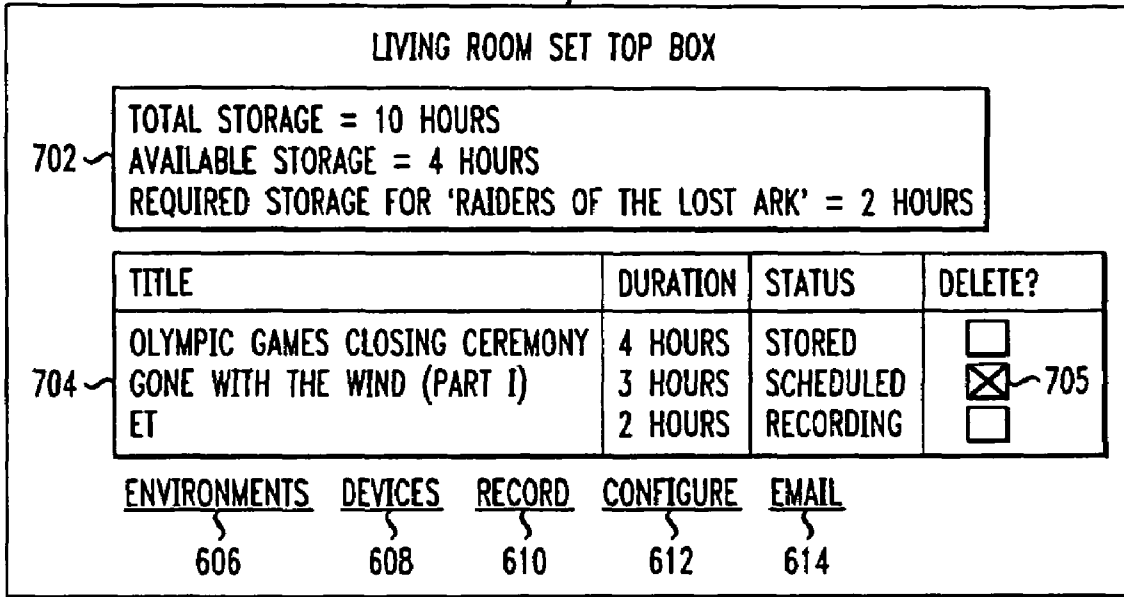 LIVING ROOM SET TOP BOX
TOTAL STORAGE = 10 HOURS
702 AVAILABLE STORAGE = 4 HOURS
REQUIRED STORAGE FOR 'RAIDERS OF THE LOST ARK' = 2 HOURS
TITLE DURATION STATUS DELETE?
OLYMPIC GAMES CLOSING CEREMONY 4 HOURS STORED
704 GONE WITH THE WIND (PART I) 3 HOURS SCHEDULED 705
ET 2 HOURS RECORDING
ENVIRONMENTS DEVICES RECORD CONFIGURE EMAIL
606 608 610 612 614